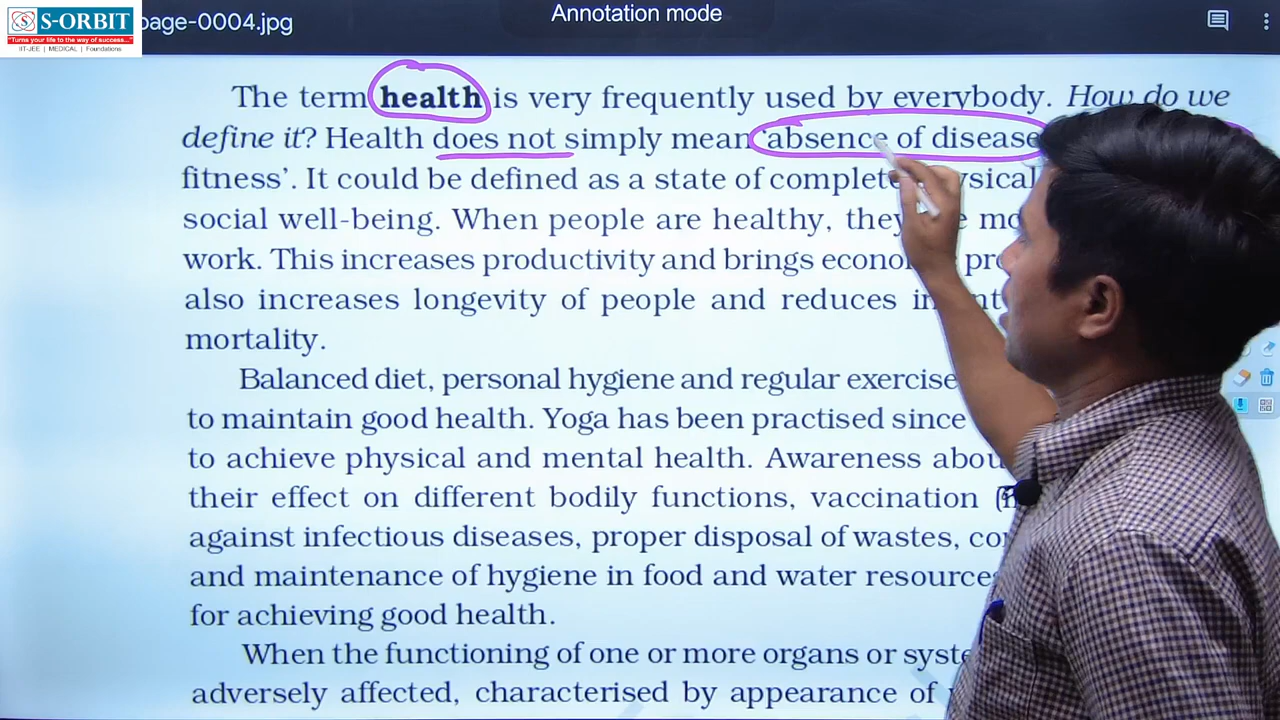 S-ORBIT
"Turns your life to the way of success..."
IIT-JEE | MEDICAL | Foundations
page-0004.jpg
Annotation mode
The term health is very frequently used by everybody. How do we
define it? Health does not simply mean 'absence of disease
fitness'. It could be defined as a state of complete
social well-being. When people are healthy, they
work. This increases productivity and brings
also increases longevity of people and reduces
mortality.
Balanced diet, personal hygiene and regular exercise
to maintain good health. Yoga has been practised since
to achieve physical and mental health. Awareness
their effect on different bodily functions, vaccination
against infectious diseases, proper disposal of wastes,
and maintenance of hygiene in food and water
for achieving good health.
When the functioning of one or more organs or
adversely affected, characterised by appearance of